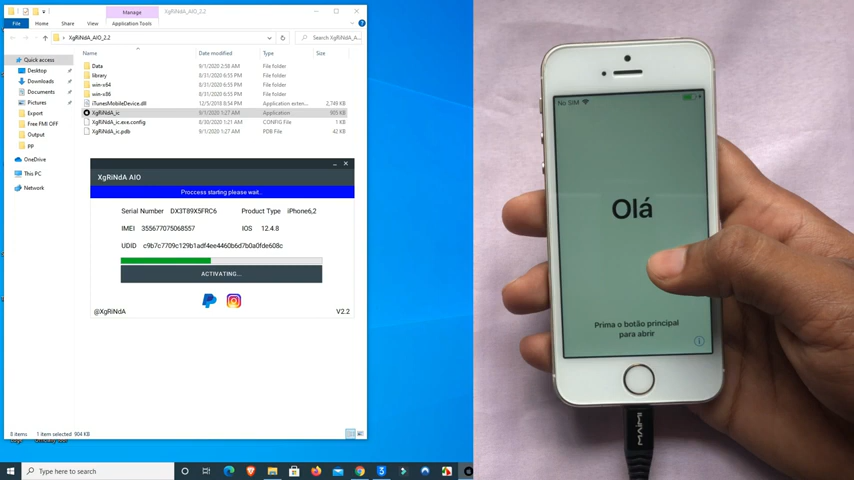 Manage
XgRiNdA_AIO_2.2
File
Home
Share
View
Application Tools
XgRiNdA_AIO_2.2
Search XgRiNdA_A...
Name
Date modified
Type
Size
Quick access
Desktop
Downloads
Documents
Pictures
Export
Free FMI OFF
Output
PP
OneDrive
This PC
Network
Data 9/1/2020 2:58 AM File folder
library 8/31/2020 6:55 PM File folder
win-x64 8/31/2020 6:55 PM File folder
win-x86 8/31/2020 6:55 PM File folder
iTunesMobileDevice.dll 12/5/2018 8:54 PM Application exten... 2,749 KB
XgRiNdA_ic 9/1/2020 1:27 AM Application 905 KB
XgRiNdA_ic.exe.config 8/30/2020 1:21 AM CONFIG File 1 KB
XgRiNdA_ic.pdb 9/1/2020 1:27 AM PDB File 42 KB
XgRiNdA AIO
Proccess starting please wait...
Serial Number DX3T89X5FRC6 Product Type iPhone6,2
IMEI 355677075068557 IOS 12.4.8
UDID c9b7c7709c129b1adf4ee4460b6d7b0a0fde608c
ACTIVATING...
@XgRiNdA
V2.2
8 items
1 item selected 904 KB
Type here to search
No SIM
Olá
Prima o botão principal
para abrir